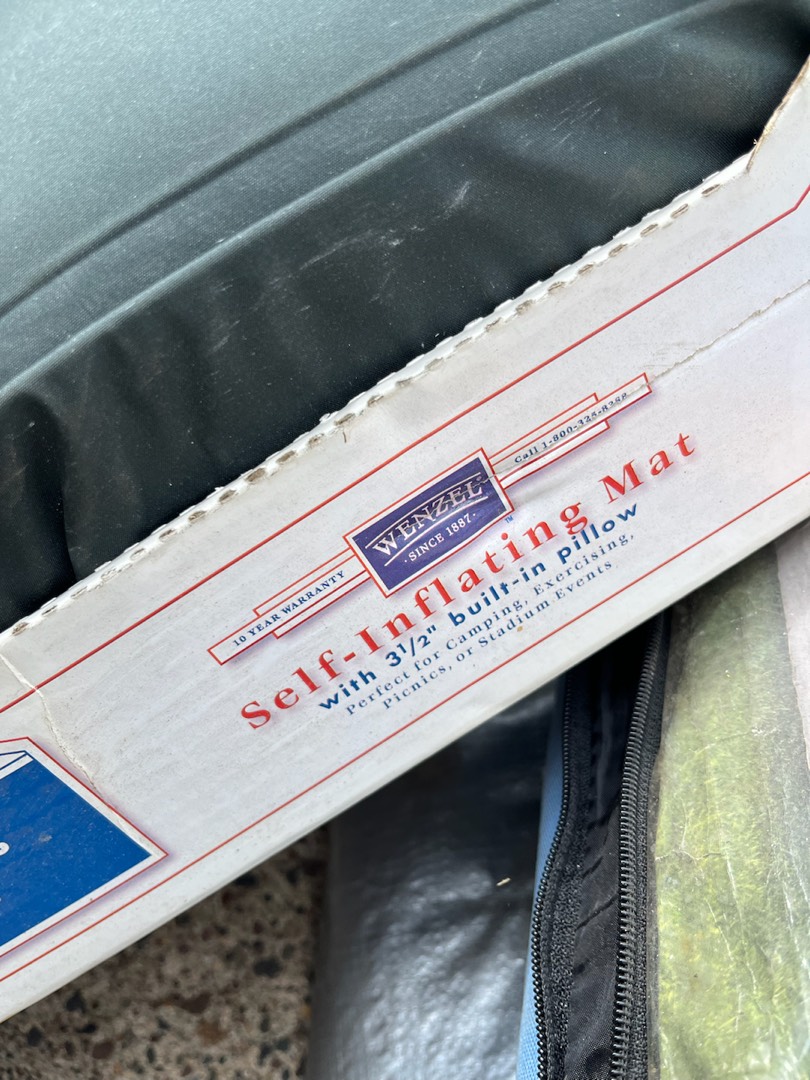 WENZEL
· SINCE 1887 ·
™
10 YEAR WARRANTY
Call 1-800-325-8368
Self-Inflating Mat
with 3½" built-in Pillow
Perfect for Camping, Exercising,
Picnics, or Stadium Events